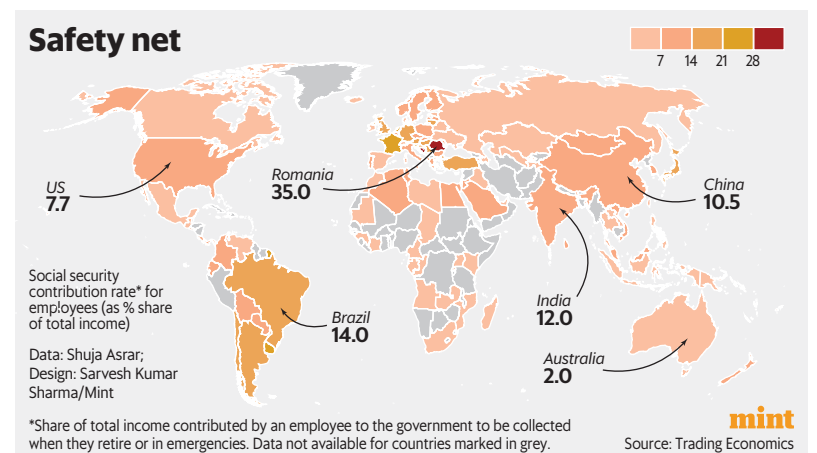 Safety net
7 14 21 28
US
7.7
Romania
35.0
China
10.5
Social security
contribution rate* for
employees (as % share
of total income)
Brazil
14.0
India
12.0
Australia
2.0
Data: Shuja Asrar;
Design: Sarvesh Kumar
Sharma/Mint
*Share of total income contributed by an employee to the government to be collected
when they retire or in emergencies. Data not available for countries marked in grey.
mint
Source: Trading Economics